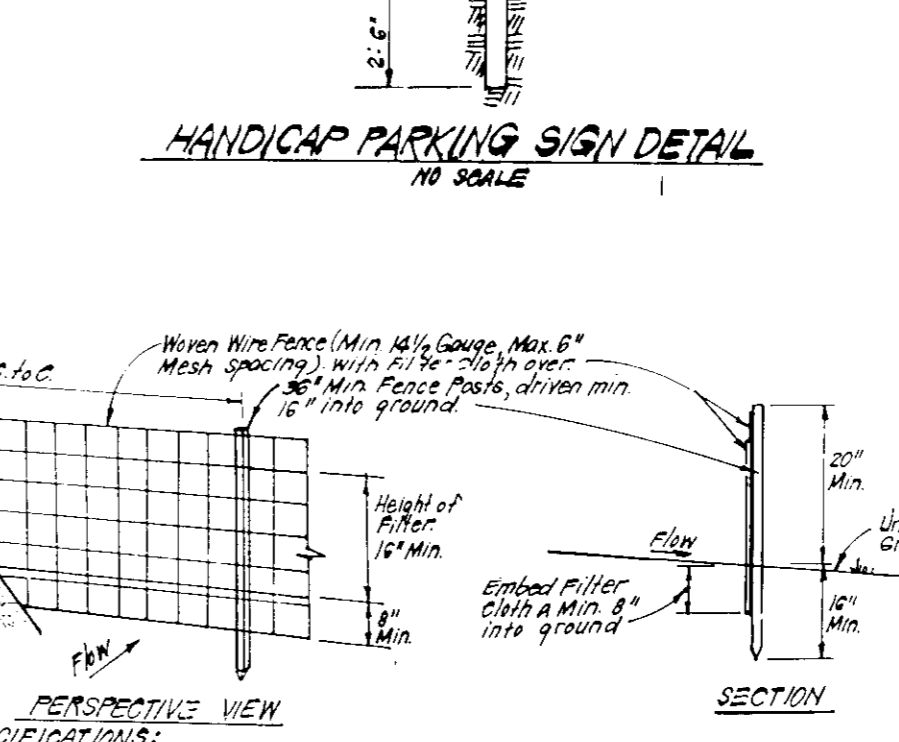 2'-6"
HANDICAP PARKING SIGN DETAIL
NO SCALE
Woven Wire Fence (Min. 14½ Gauge, Max. 6"
Mesh spacing) with Filter Cloth over.
36" Min. Fence Posts, driven min.
16" into ground.
to C.
Height of
Filter.
16" Min.
8"
Min.
Flow
PERSPECTIVE VIEW
CIFICATIONS:
20"
Min.
Flow
Embed Filter
Cloth A Min. 8"
into ground
16"
Min.
SECTION